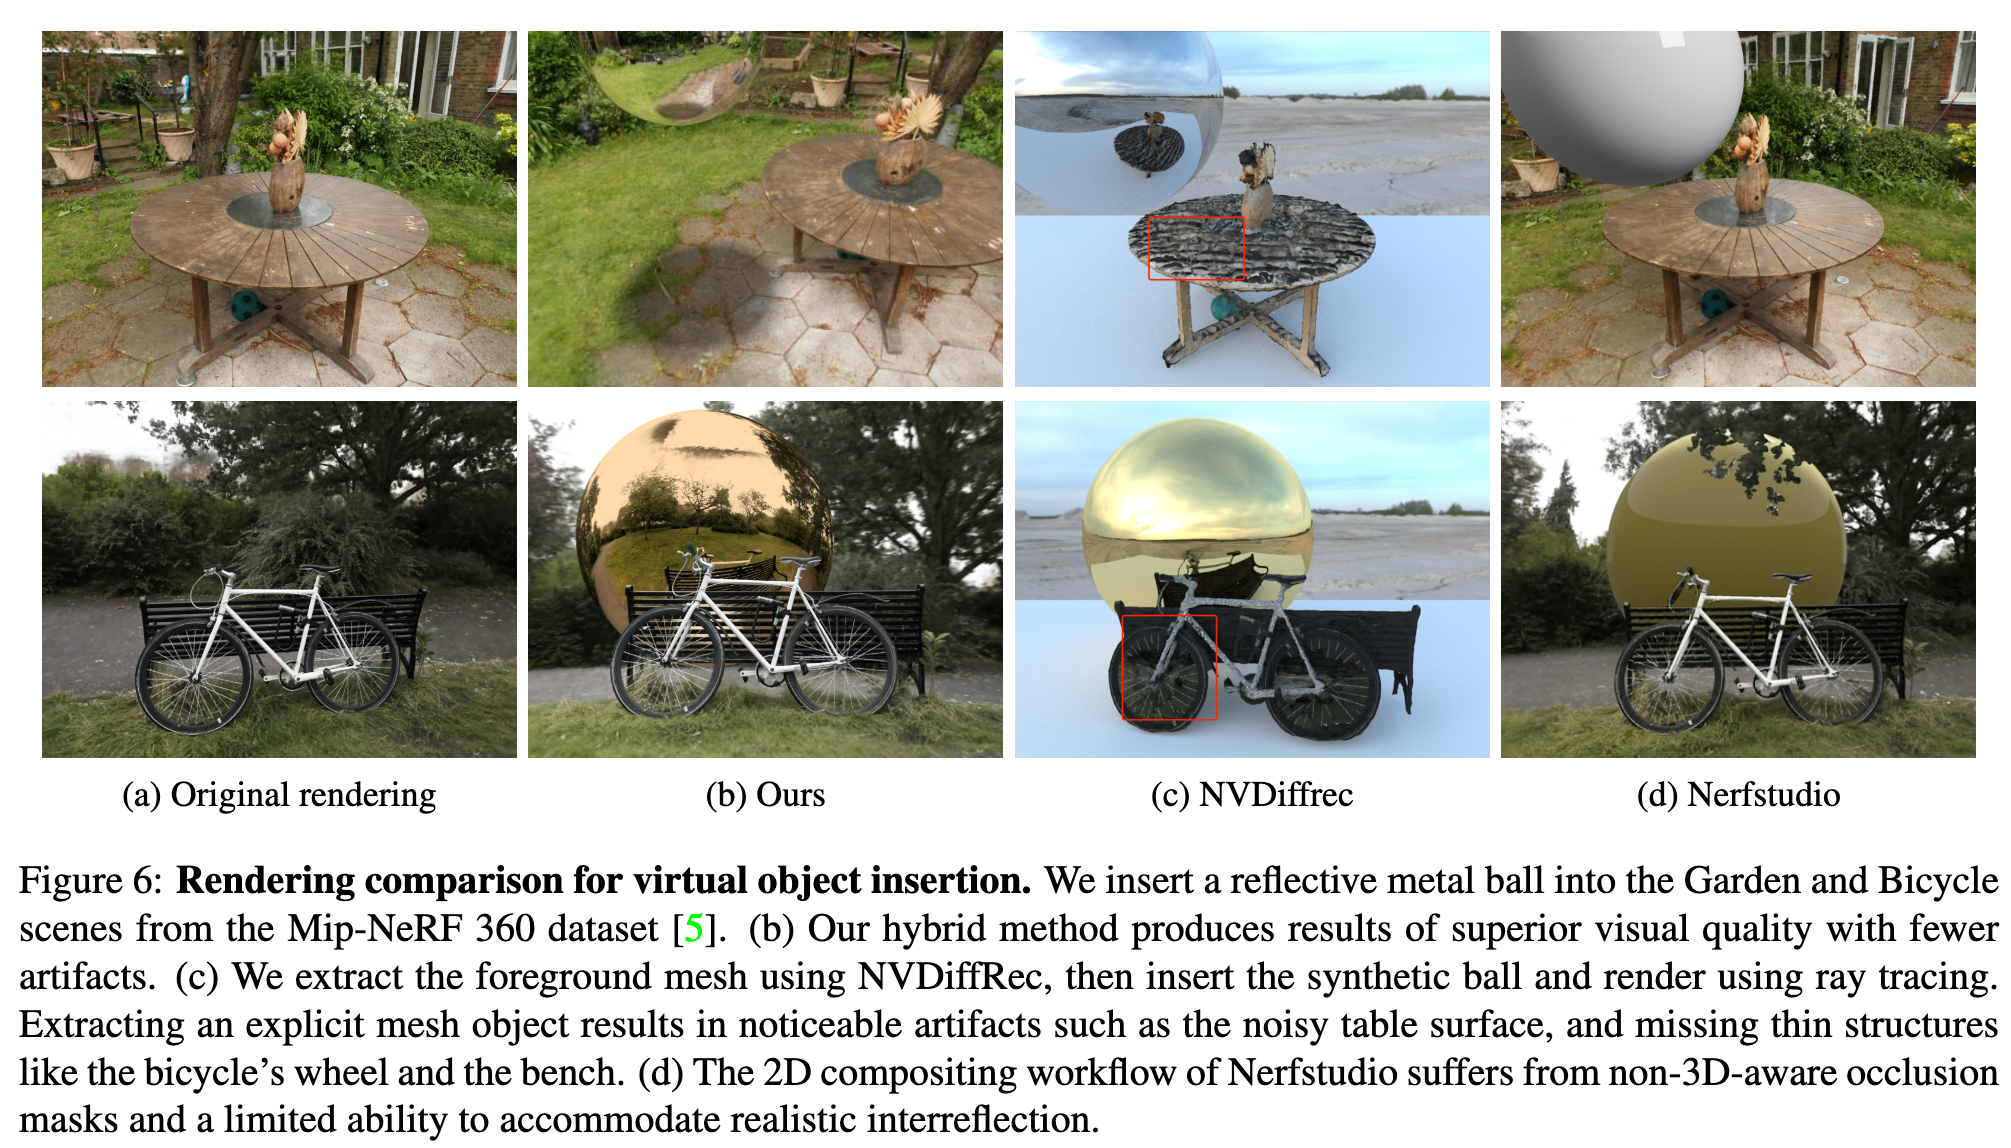 (a) Original rendering
(b) Ours
(c) NVDiffrec
(d) Nerfstudio
Figure 6: Rendering comparison for virtual object insertion. We insert a reflective metal ball into the Garden and Bicycle
scenes from the Mip-NeRF 360 dataset [5]. (b) Our hybrid method produces results of superior visual quality with fewer
artifacts. (c) We extract the foreground mesh using NVDiffRec, then insert the synthetic ball and render using ray tracing.
Extracting an explicit mesh object results in noticeable artifacts such as the noisy table surface, and missing thin structures
like the bicycle's wheel and the bench. (d) The 2D compositing workflow of Nerfstudio suffers from non-3D-aware occlusion
masks and a limited ability to accommodate realistic interreflection.